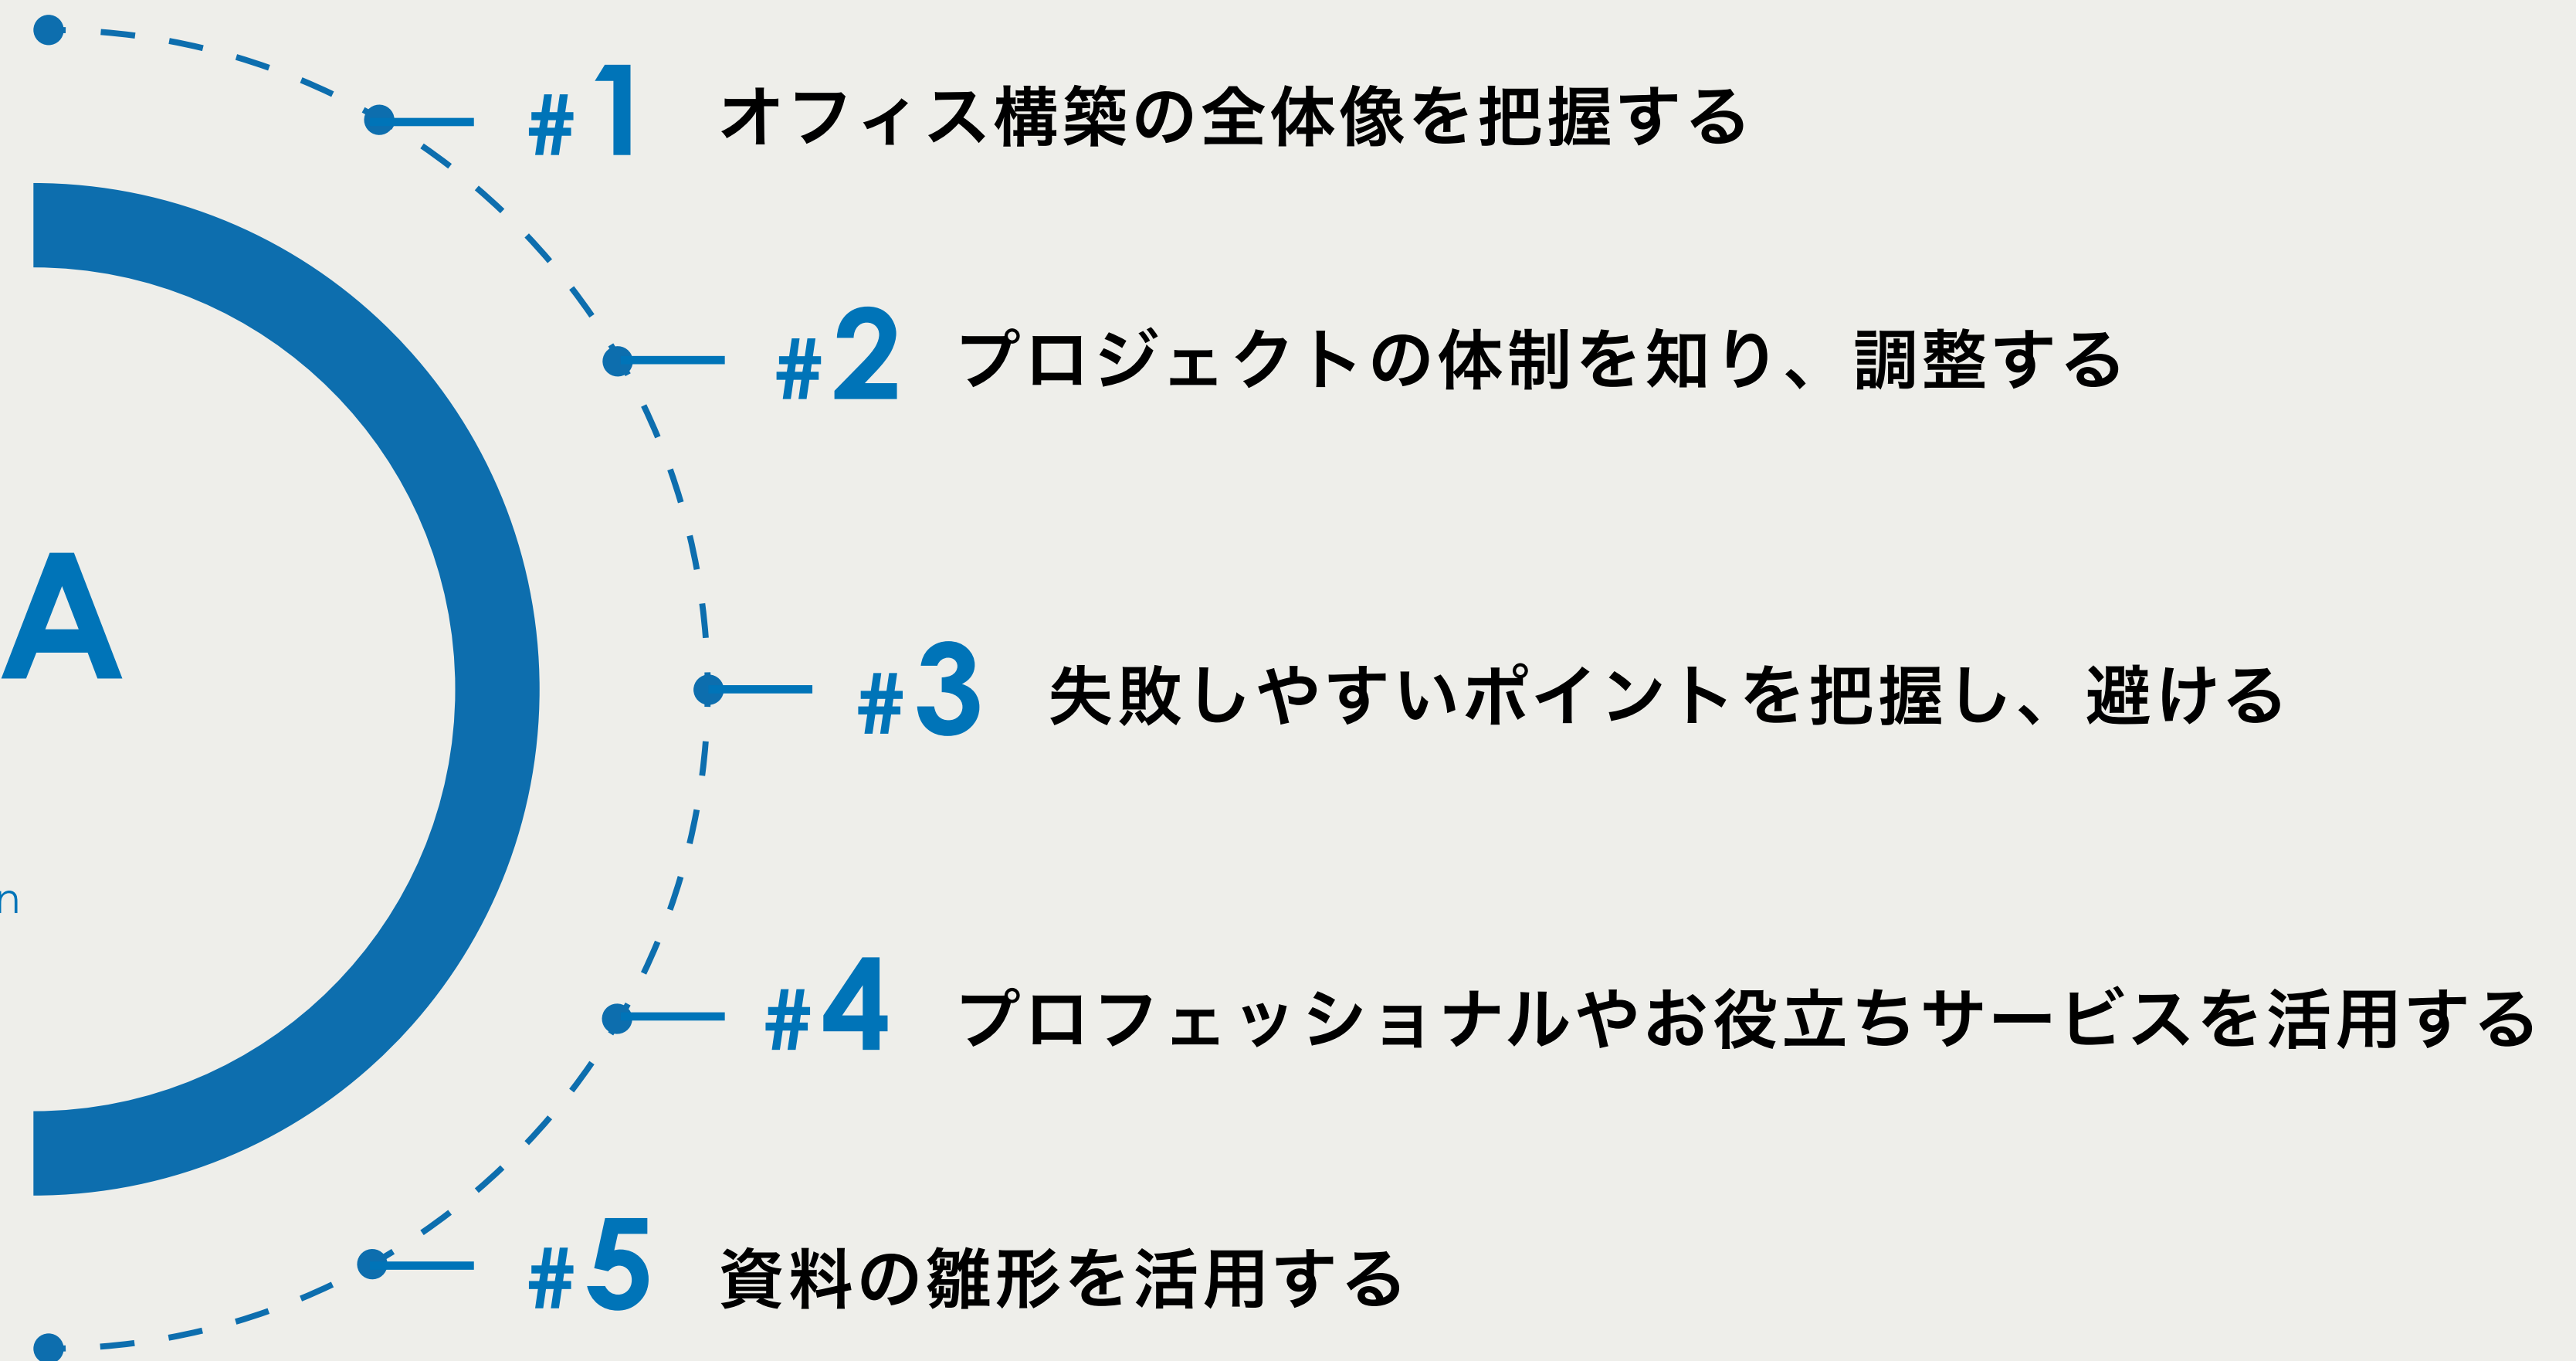 #1 オフィス構築の全体像を把握する
#2 プロジェクトの体制を知り、調整する
A
#3 失敗しやすいポイントを把握し、避ける
n
#4 プロフェッショナルやお役立ちサービスを活用する
#5 資料の雛形を活用する